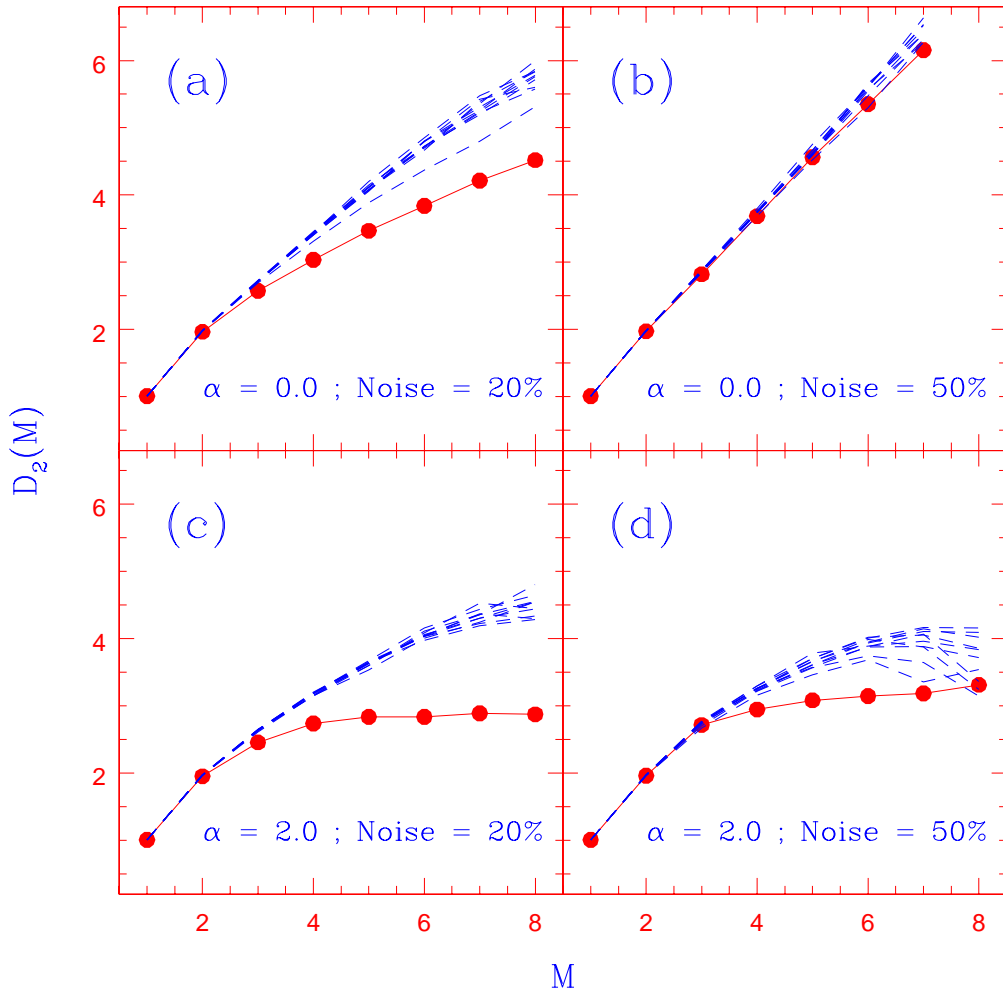 6
(a)
(b)
4
2
α = 0.0 ; Noise = 20%
α = 0.0 ; Noise = 50%
D₂(M)
6
(c)
(d)
4
2
α = 2.0 ; Noise = 20%
α = 2.0 ; Noise = 50%
2 4 6 8 2 4 6 8
M